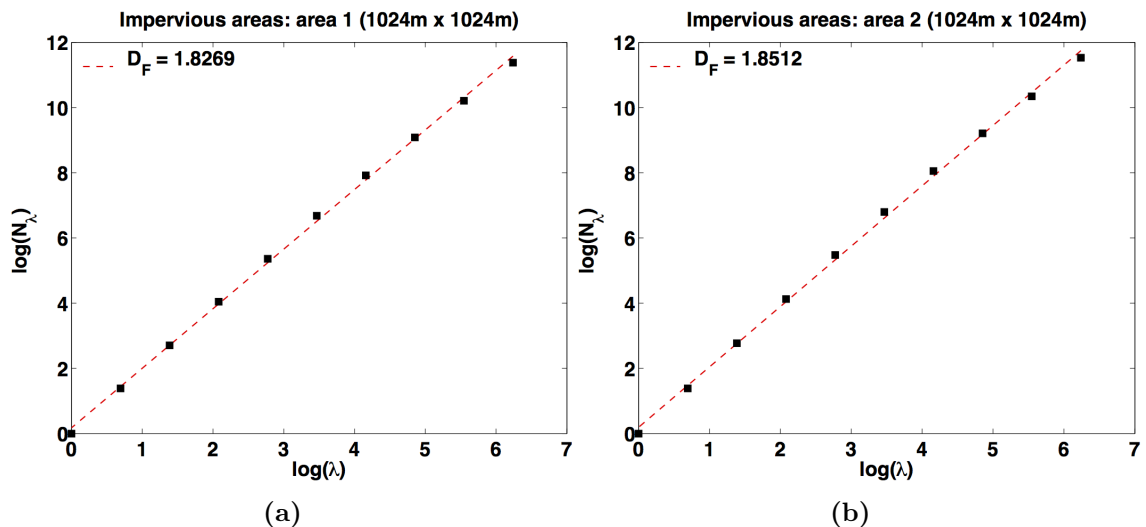 Impervious areas: area 1 (1024m x 1024m)
D_F = 1.8269
12
10
8
6
4
2
0
log(N_λ)
0 1 2 3 4 5 6 7
log(λ)
(a)
Impervious areas: area 2 (1024m x 1024m)
D_F = 1.8512
12
10
8
6
4
2
0
log(N_λ)
0 1 2 3 4 5 6 7
log(λ)
(b)